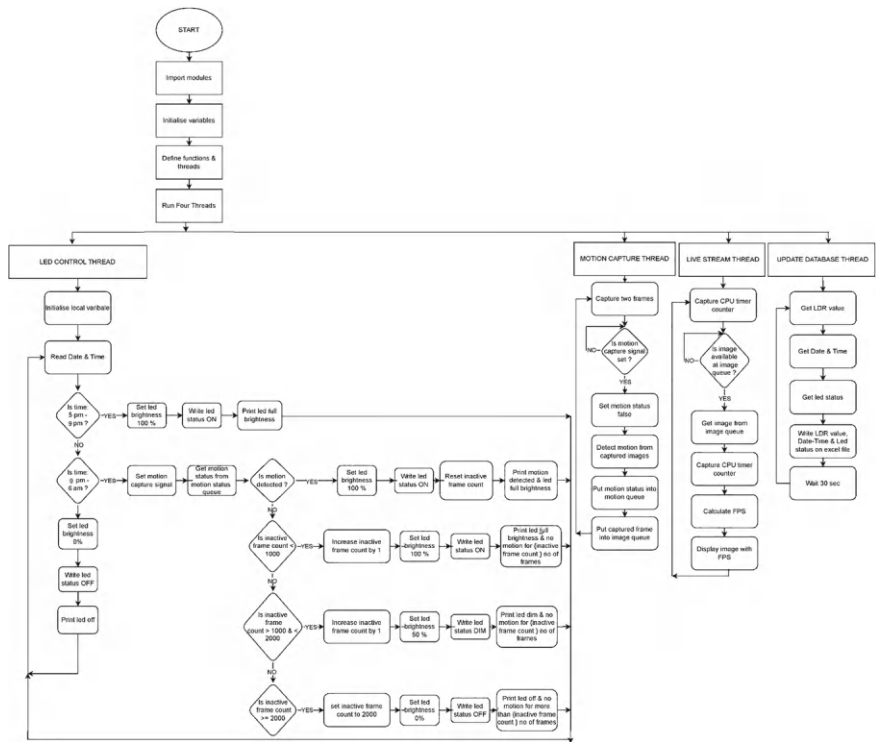 START
Import modules
Initialise variables
Define functions &
threads
Run Four Threads
LED CONTROL THREAD
Initialise local varibale
Read Date & Time
Is time:
5 pm -
9 pm ?
YES
Set led
brightness
100 %
Write led
status ON
Print led full
brightness
NO
Is time:
9 pm -
6 am ?
YES
Set motion
capture signal
Get motion
status from
motion status
queue
Is motion
detected ?
YES
Set led
brightness
100 %
Write led
status ON
Reset inactive
frame count
Print motion
detected & led
full brightness
NO
Set led
brightness
0%
Write led
status OFF
Print led off
NO
Is inactive
frame count <
1000
YES
Increase inactive
frame count by 1
Set led
brightness
100 %
Write led
status ON
Print led full
brightness & no
motion for {inactive
frame count } no of
frames
NO
Is inactive
frame
count > 1000 & <
2000
YES
Increase inactive
frame count by 1
Set led
brightness
50 %
Write led
status DIM
Print led dim & no
motion for {inactive
frame count } no of
frames
NO
Is inactive
frame count
>= 2000
YES
set inactive frame
count to 2000
Set led
brightness
0%
Write led
status OFF
Print led off & no
motion for more
than {inactive frame
count } no of frames
MOTION CAPTURE THREAD
Capture two frames
Is motion
capture signal
set ?
NO
YES
Set motion status
false
Detect motion from
captured images
Put motion status into
motion queue
Put captured frame
into image queue
LIVE STREAM THREAD
Capture CPU timer
counter
Is image
available
at image
queue ?
NO
YES
Get image from
image queue
Capture CPU timer
counter
Calculate FPS
Display image with
FPS
UPDATE DATABASE THREAD
Get LDR value
Get Date & Time
Get led status
Write LDR value,
Date-Time & Led
status on excel file
Wait 30 sec